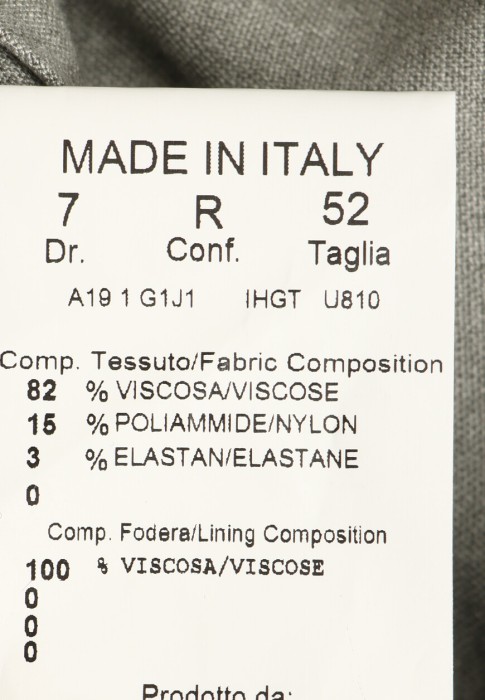 MADE IN ITALY
7 R 52
Dr. Conf. Taglia
A19 1 G1J1 IHGT U810
Comp. Tessuto/Fabric Composition
82 % VISCOSA/VISCOSE
15 % POLIAMMIDE/NYLON
3 % ELASTAN/ELASTANE
0
Comp. Fodera/Lining Composition
100 % VISCOSA/VISCOSE
0
0
0
Prodotto da: